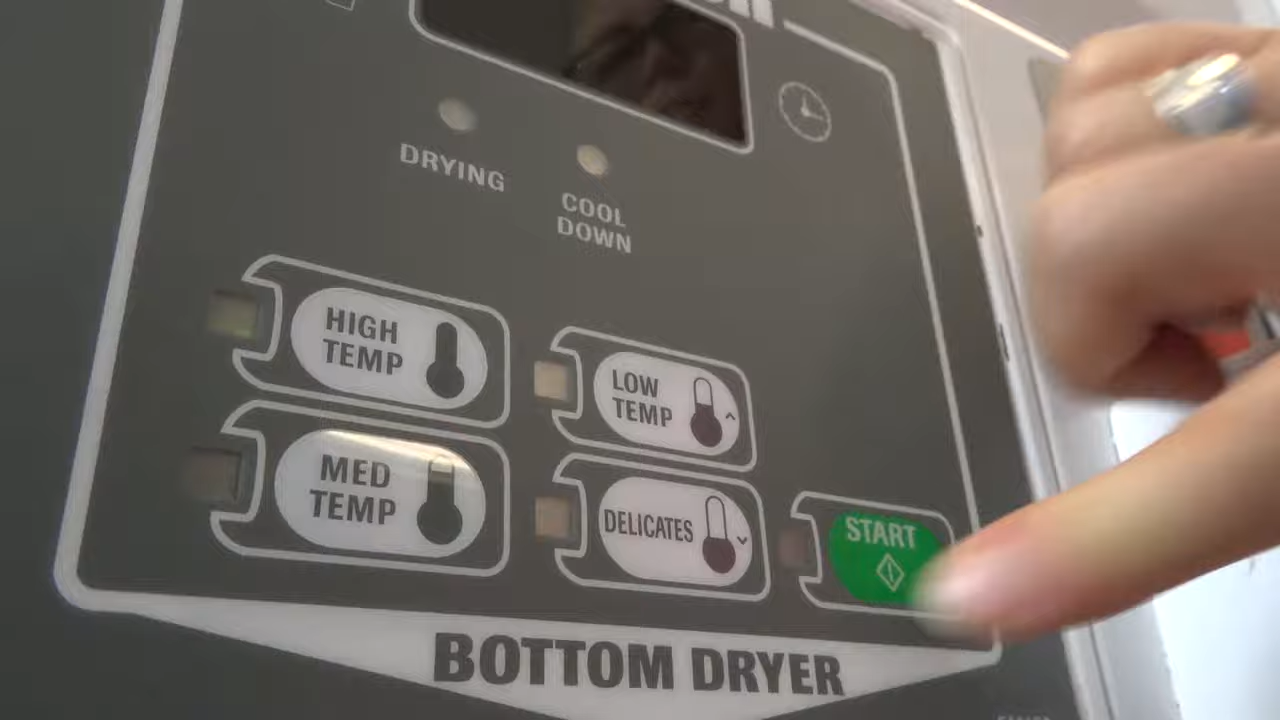 DRYING
COOL
DOWN
HIGH
TEMP
LOW
TEMP
MED
TEMP
DELICATES
START
BOTTOM DRYER